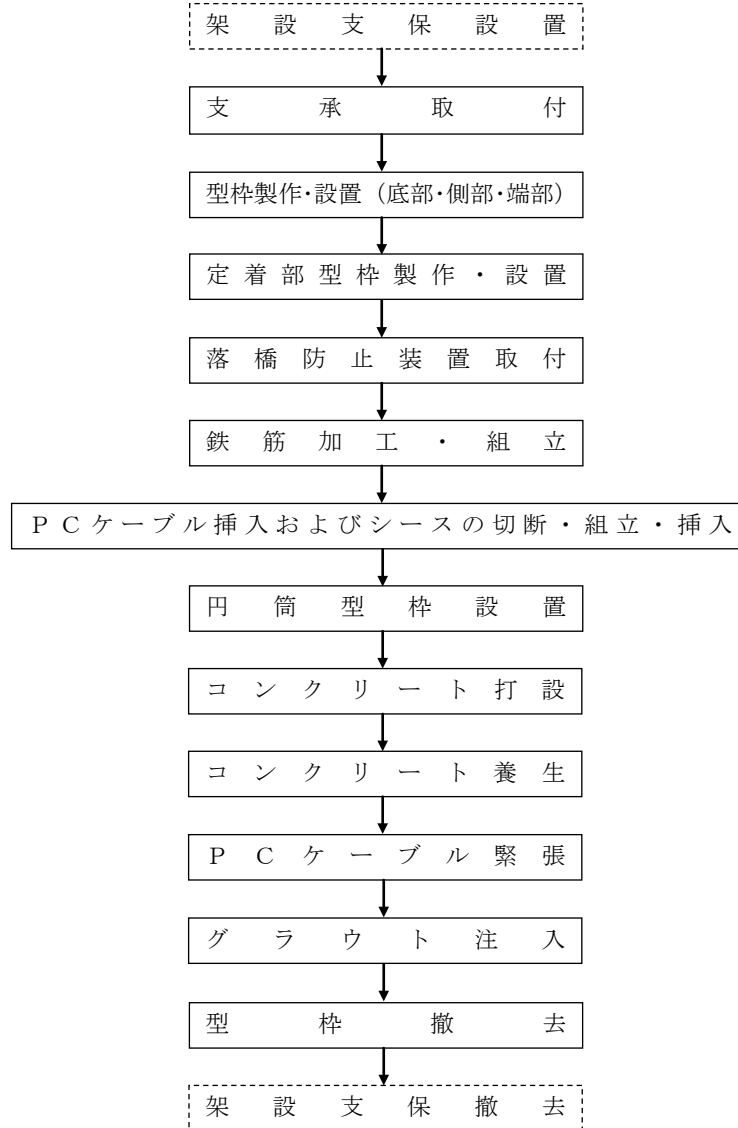 架設支保設置
支承取付
型枠製作・設置（底部・側部・端部）
定着部型枠製作・設置
落橋防止装置取付
鉄筋加工・組立
ＰＣケーブル挿入およびシースの切断・組立・挿入
円筒型枠設置
コンクリート打設
コンクリート養生
ＰＣケーブル緊張
グラウト注入
型枠撤去
架設支保撤去